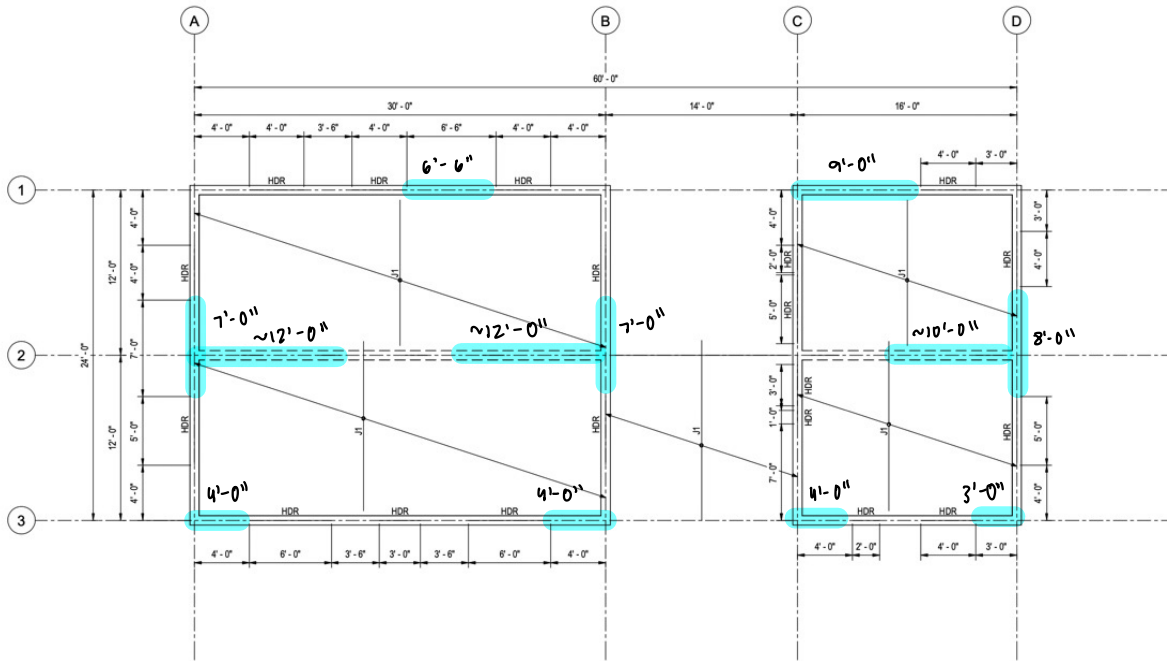 A B C D
60' - 0"
30' - 0" 14' - 0" 16' - 0"
4' - 0" 4' - 0" 3' - 6" 4' - 0" 6' - 6" 4' - 0" 4' - 0"
4' - 0" 3' - 0"
6'-6" 9'-0"
HDR HDR HDR HDR
1
4' - 0" 4' - 0" 3' - 0"
12' - 0" 4' - 0" HDR J1 HDR 2' - 0" HDR J1 HDR 4' - 0"
5' - 0" HDR
7'-0" ~12'-0" ~12'-0" 7'-0" ~10'-0" 8'-0"
2
24' - 0" 7' - 0"
3' - 0" HDR
12' - 0" 5' - 0" HDR J1 HDR J1 1' - 0" HDR J1 HDR 5' - 0"
4' - 0" 7' - 0" 4' - 0"
4'-0" 4'-0" 4'-0" 3'-0"
HDR HDR HDR HDR HDR
3
4' - 0" 6' - 0" 3' - 6" 3' - 0" 3' - 6" 6' - 0" 4' - 0" 4' - 0" 2' - 0" 4' - 0" 3' - 0"